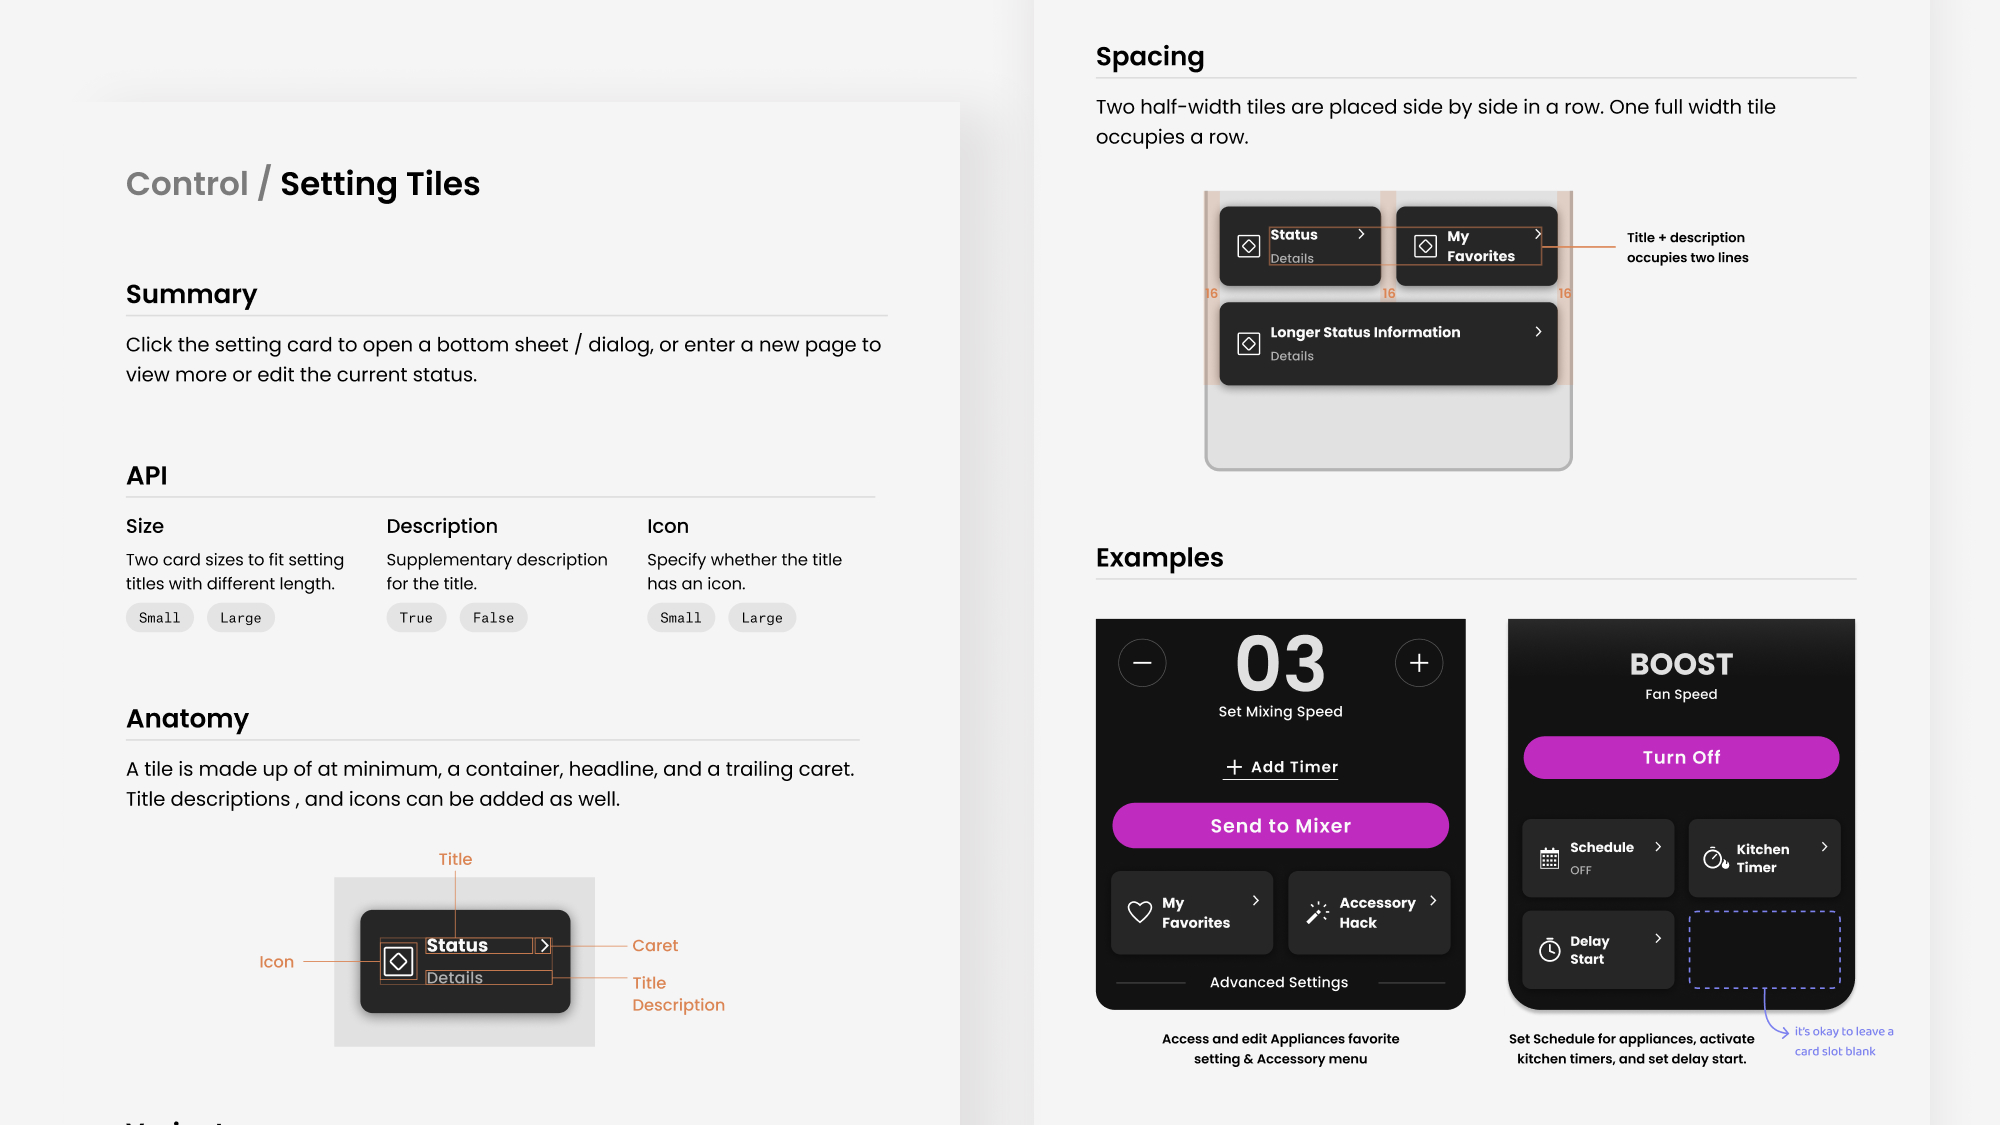 Control / Setting Tiles
Summary
Click the setting card to open a bottom sheet / dialog, or enter a new page to
view more or edit the current status.
API
Size
Two card sizes to fit setting
titles with different length.
Small Large
Description
Supplementary description
for the title.
True False
Icon
Specify whether the title
has an icon.
Small Large
Anatomy
A tile is made up of at minimum, a container, headline, and a trailing caret.
Title descriptions , and icons can be added as well.
Title
Icon
Status
Details
Caret
Title
Description
Spacing
Two half-width tiles are placed side by side in a row. One full width tile
occupies a row.
Status
Details
My
Favorites
Title + description
occupies two lines
16 16 16
Longer Status Information
Details
Examples
03
Set Mixing Speed
+ Add Timer
Send to Mixer
My
Favorites
Accessory
Hack
Advanced Settings
Access and edit Appliances favorite
setting & Accessory menu
BOOST
Fan Speed
Turn Off
Schedule
OFF
Kitchen
Timer
Delay
Start
Set Schedule for appliances, activate
kitchen timers, and set delay start.
it's okay to leave a
card slot blank